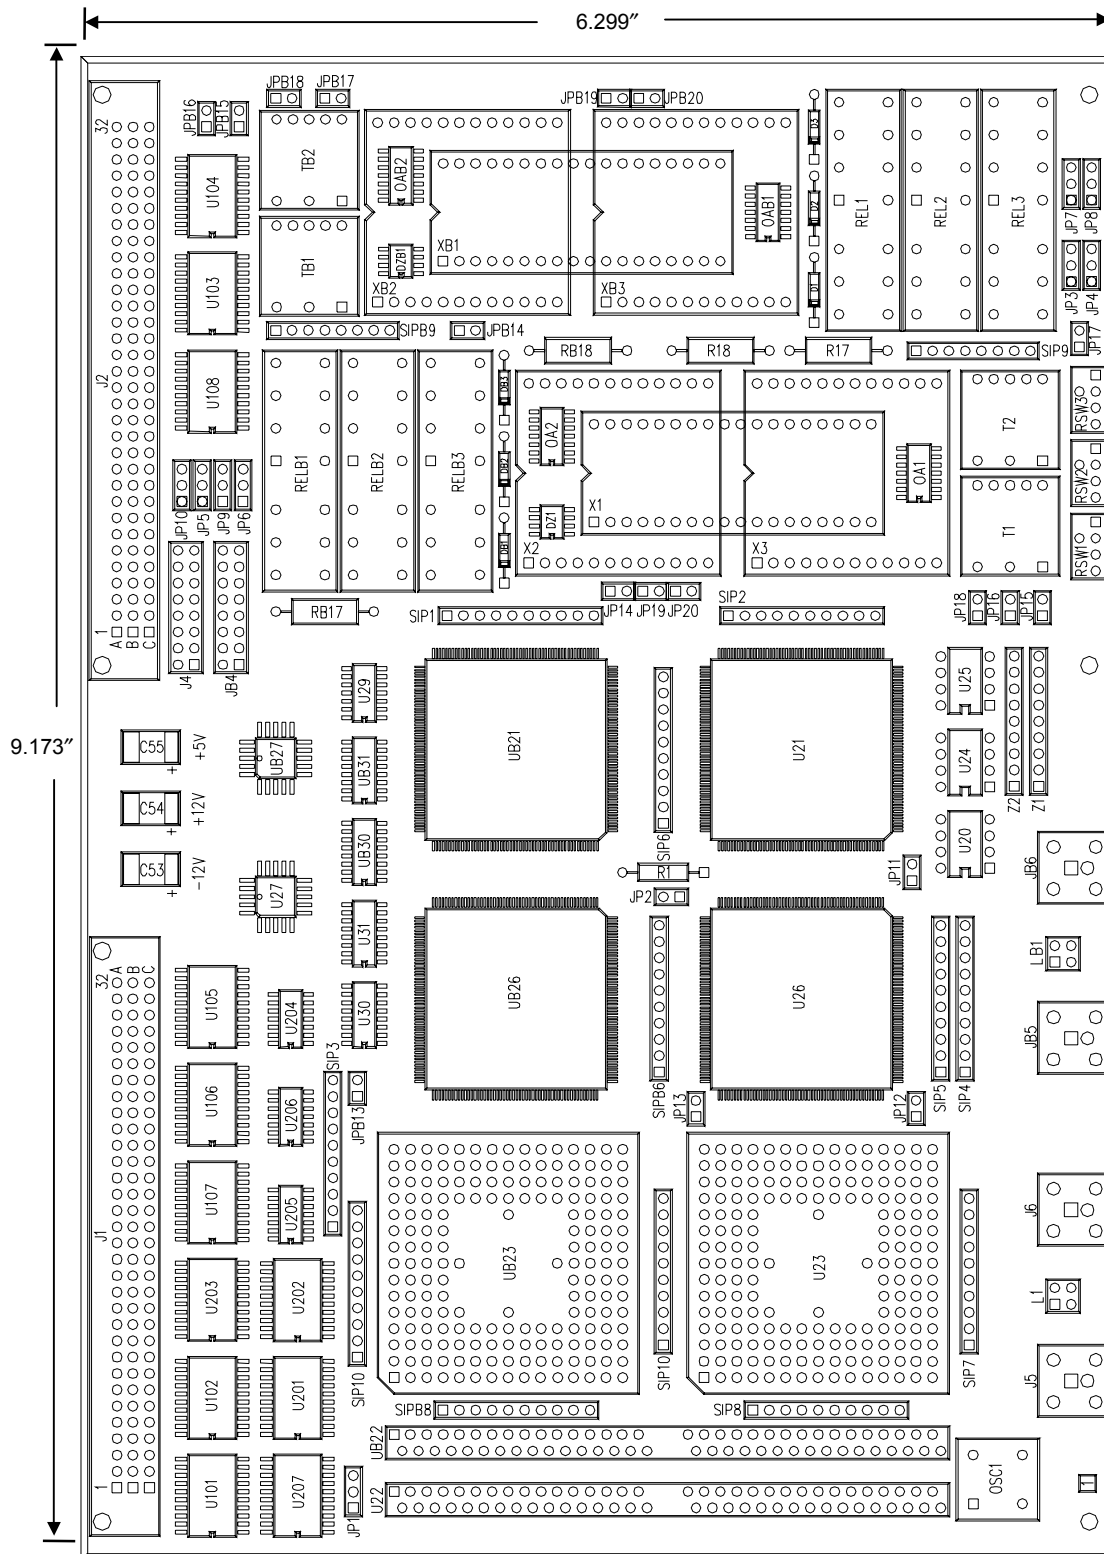 6.299″
9.173″
JPB16
JPB15
JPB18
JPB17
JPB19
JPB20
32
U104
TB2
OAB2
OAB1
D3
D2
D1
REL1
REL2
REL3
JP7
JP8
U103
TB1
DZB1
XB1
XB2
XB3
JP3
JP4
SIPB9
JPB14
RB18
R18
R17
SIP9
JP17
J2
U108
RELB1
RELB2
RELB3
DB3
DB2
DB1
OA2
OA1
T2
RSW3
RSW2
RSW1
JP10
JP5
JP9
JP6
X1
X2
DZ1
X3
T1
1
A
B
C
J4
JB4
RB17
SIP1
JP14
JP19
JP20
SIP2
JP18
JP16
JP15
U29
UB21
U21
U25
C55
+
+5V
UB27
UB31
U24
C54
+
+12V
SIP6
Z2
Z1
C53
+
-12V
UB30
U20
U27
R1
JP2
JP11
JB6
U31
32
A
B
C
U105
U204
U30
UB26
U26
LB1
SIP3
JB5
U106
U206
JPB13
SIPB6
JP13
JP12
SIP5
SIP4
J1
U107
U205
UB23
U23
J6
U203
U202
L1
SIP10
SIP10
SIP7
U102
U201
J5
SIPB8
SIP8
UB22
1
U101
U207
JP1
U22
OSC1
1